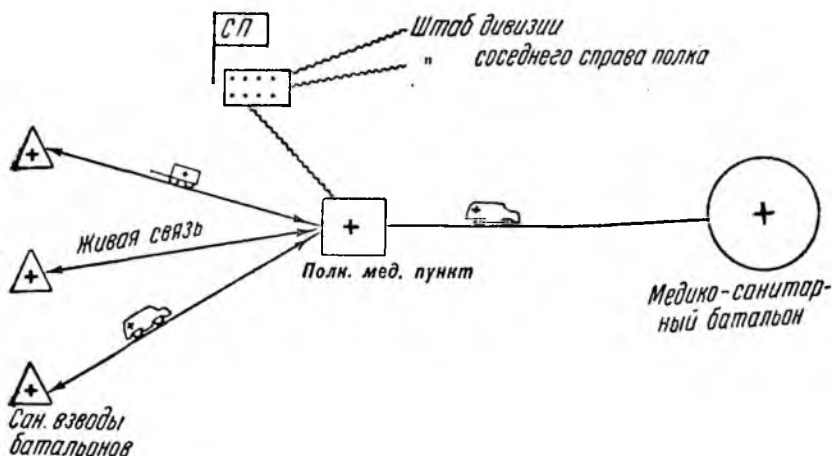 СП
Штаб дивизии
" соседнего справа полка
Живая связь
Полк. мед. пункт
Медико-санитар-
ный батальон
Сан. взводы
батальонов